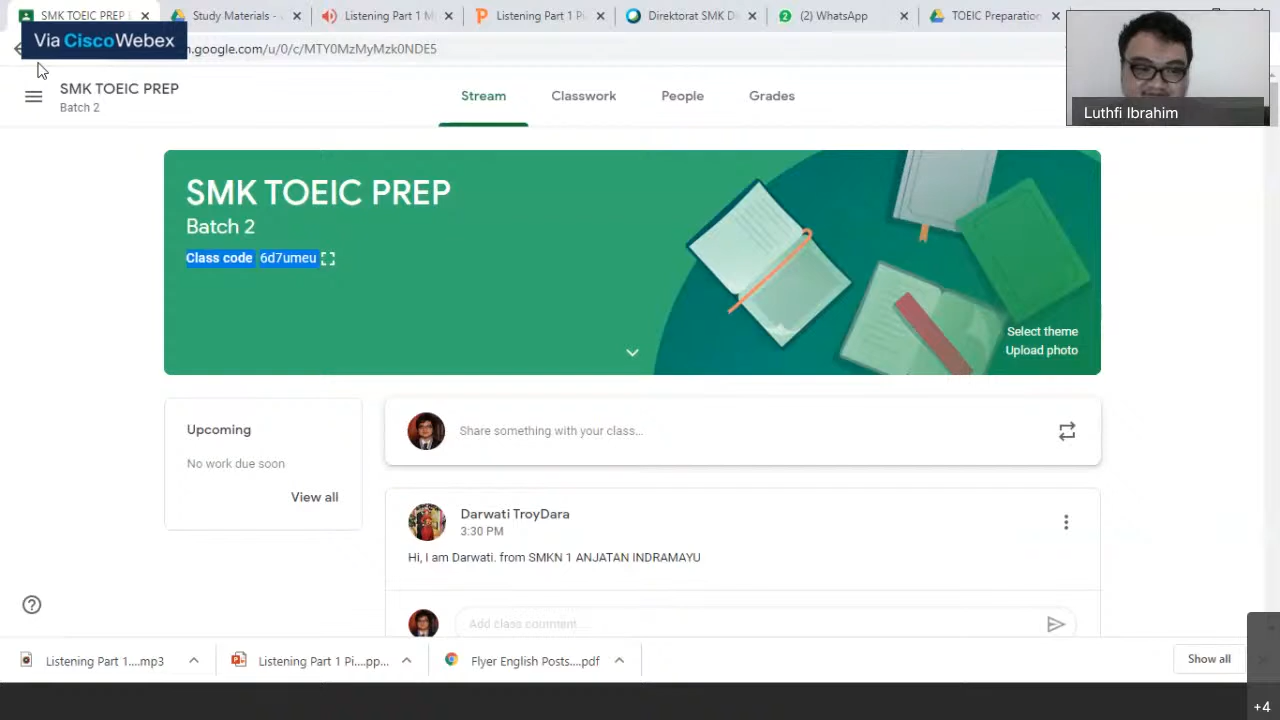 SMK TOEIC PREP
Study Materials -
Listening Part 1
Listening Part 1
Direktorat SMK
(2) WhatsApp
TOEIC Preparation
Via CiscoWebex
.google.com/u/0/c/MTY0MzMyMzk0NDE5
SMK TOEIC PREP
Batch 2
Stream
Classwork
People
Grades
Luthfi Ibrahim
SMK TOEIC PREP
Batch 2
Class code 6d7umeu
Select theme
Upload photo
Upcoming
No work due soon
View all
Share something with your class...
Darwati TroyDara
3:30 PM
Hi, I am Darwati. from SMKN 1 ANJATAN INDRAMAYU
Add class comment...
Listening Part 1....mp3
Listening Part 1 Pi....pp...
Flyer English Posts....pdf
Show all
+4